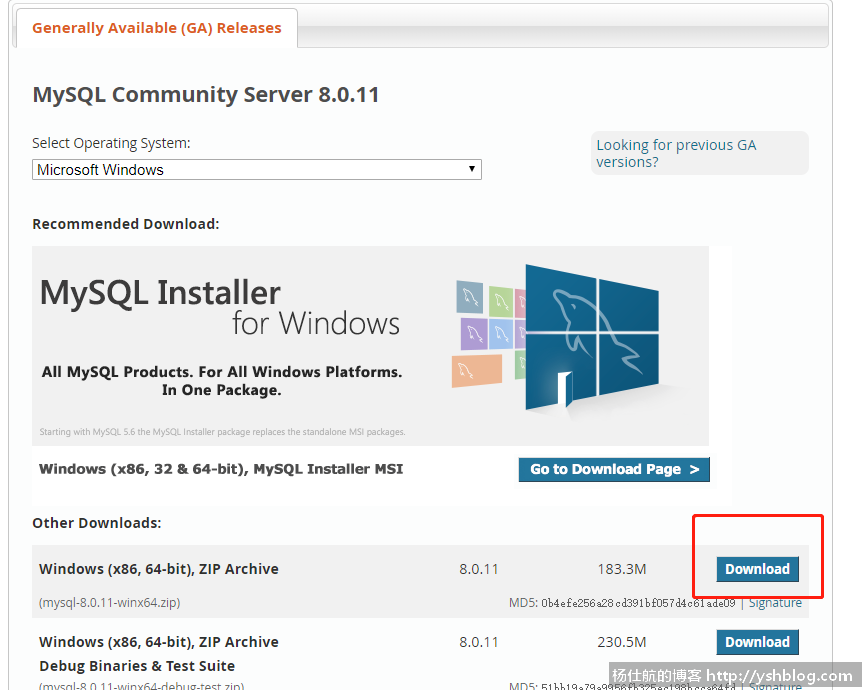 Generally Available (GA) Releases
MySQL Community Server 8.0.11
Select Operating System:
Looking for previous GA
versions?
Microsoft Windows
Recommended Download:
MySQL Installer
for Windows
All MySQL Products. For All Windows Platforms.
In One Package.
Starting with MySQL 5.6 the MySQL Installer package replaces the standalone MSI packages.
Windows (x86, 32 & 64-bit), MySQL Installer MSI
Go to Download Page >
Other Downloads:
Windows (x86, 64-bit), ZIP Archive 8.0.11 183.3M Download
(mysql-8.0.11-winx64.zip) MD5: 0b4efe256a28cd391bf057d4c61ade09 | Signature
Windows (x86, 64-bit), ZIP Archive 8.0.11 230.5M Download
Debug Binaries & Test Suite
(mysql-8.0.11-winx64-debug-test.zip) MD5:
杨仕航的博客 http://yshblog.com